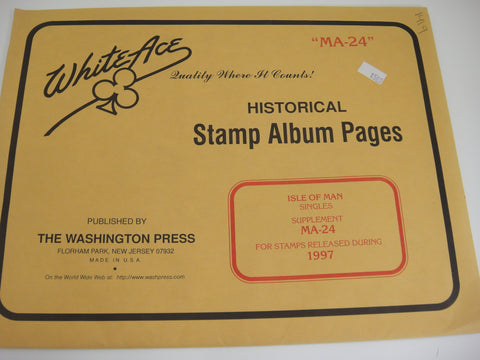 "MA-24"
WhiteAce
Quality Where It Counts!
HISTORICAL
Stamp Album Pages
ISLE OF MAN
SINGLES
SUPPLEMENT
MA-24
FOR STAMPS RELEASED DURING
1997
PUBLISHED BY
THE WASHINGTON PRESS
FLORHAM PARK, NEW JERSEY 07932
MADE IN U.S.A.
•
On the World Wide Web at: http://www.washpress.com